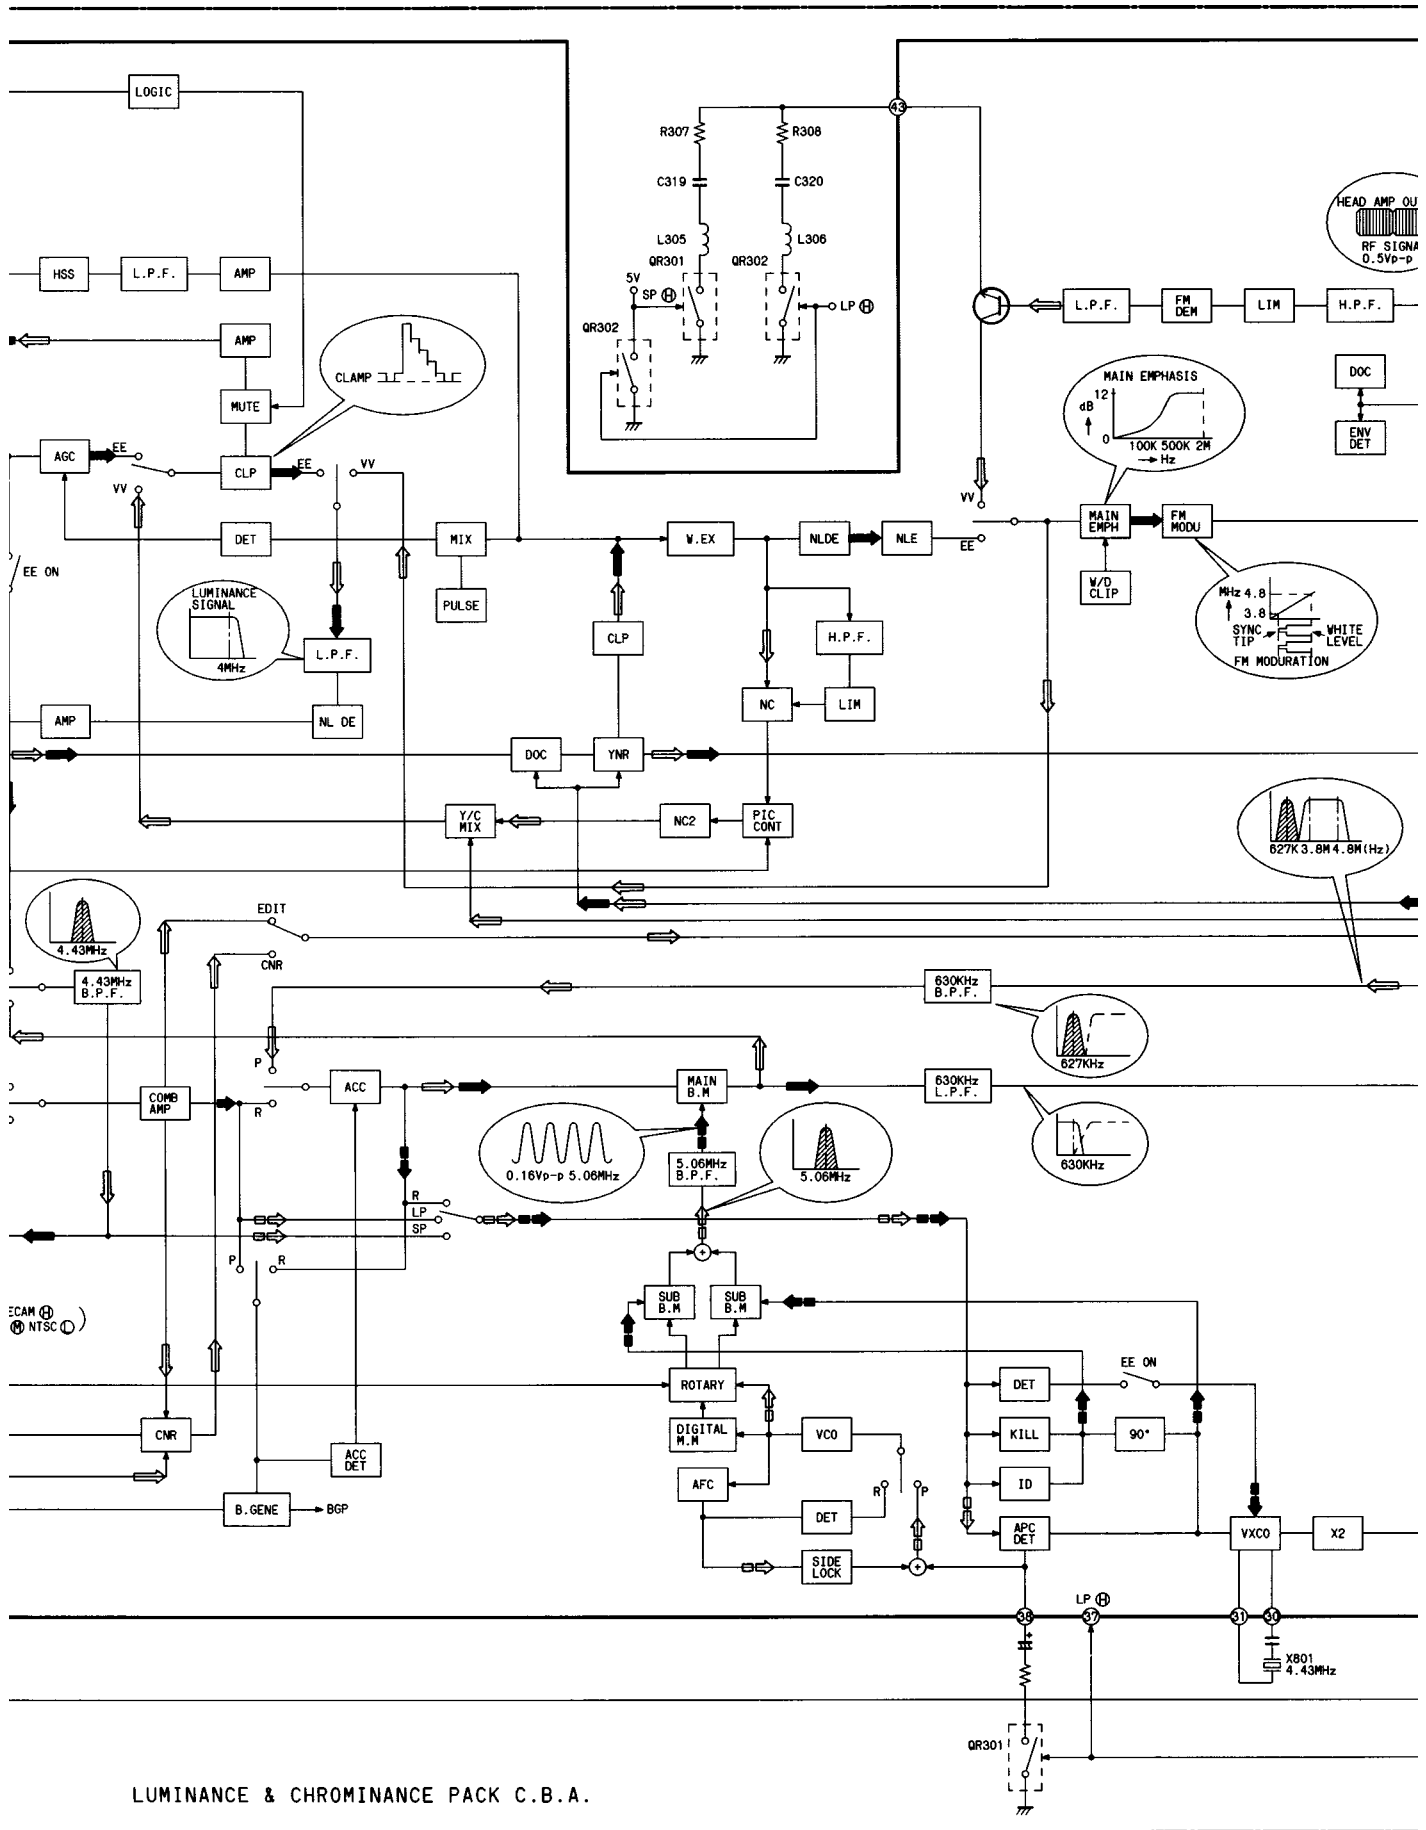 LOGIC
43
R307
R308
C319
C320
HEAD AMP OU
RF SIGNA
0.5Vp-p
L305
L306
QR301
QR302
5V
SP H
LP H
HSS
L.P.F.
AMP
L.P.F.
FM
DEM
LIM
H.P.F.
QR302
AMP
CLAMP
MAIN EMPHASIS
12
dB
0
100K 500K 2M
Hz
DOC
ENV
DET
MUTE
AGC
EE
VV
CLP
EE
VV
VV
EE
MAIN
EMPH
FM
MODU
DET
MIX
W.EX
NLDE
NLE
EE ON
PULSE
W/D
CLIP
LUMINANCE
SIGNAL
4MHz
L.P.F.
CLP
H.P.F.
MHz 4.8
3.8
SYNC
TIP
WHITE
LEVEL
FM MODURATION
AMP
NL DE
NC
LIM
DOC
YNR
Y/C
MIX
NC2
PIC
CONT
627K 3.8M 4.8M(Hz)
4.43MHz
EDIT
CNR
4.43MHz
B.P.F.
630KHz
B.P.F.
627KHz
P
R
COMB
AMP
ACC
MAIN
B.M
630KHz
L.P.F.
630KHz
0.16Vp-p 5.06MHz
5.06MHz
B.P.F.
5.06MHz
R
LP
SP
P
R
ECAM H
M NTSC L )
SUB
B.M
SUB
B.M
EE ON
ROTARY
DET
CNR
DIGITAL
M.M
VCO
KILL
90°
ACC
DET
AFC
R
P
ID
B.GENE
BGP
DET
APC
DET
VXCO
X2
SIDE
LOCK
LP H
38
37
31
30
X801
4.43MHz
QR301
LUMINANCE & CHROMINANCE PACK C.B.A.